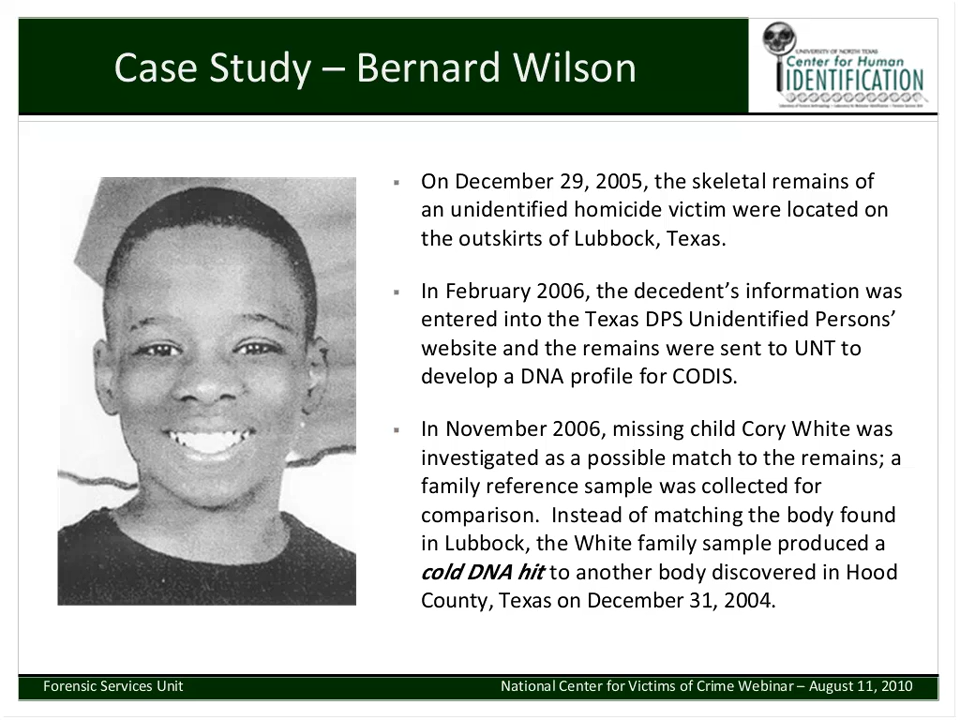 Case Study – Bernard Wilson
UNIVERSITY OF NORTH TEXAS
Center for Human
IDENTIFICATION
On December 29, 2005, the skeletal remains of
an unidentified homicide victim were located on
the outskirts of Lubbock, Texas.
In February 2006, the decedent’s information was
entered into the Texas DPS Unidentified Persons’
website and the remains were sent to UNT to
develop a DNA profile for CODIS.
In November 2006, missing child Cory White was
investigated as a possible match to the remains; a
family reference sample was collected for
comparison.  Instead of matching the body found
in Lubbock, the White family sample produced a
cold DNA hit to another body discovered in Hood
County, Texas on December 31, 2004.
Forensic Services Unit
National Center for Victims of Crime Webinar – August 11, 2010